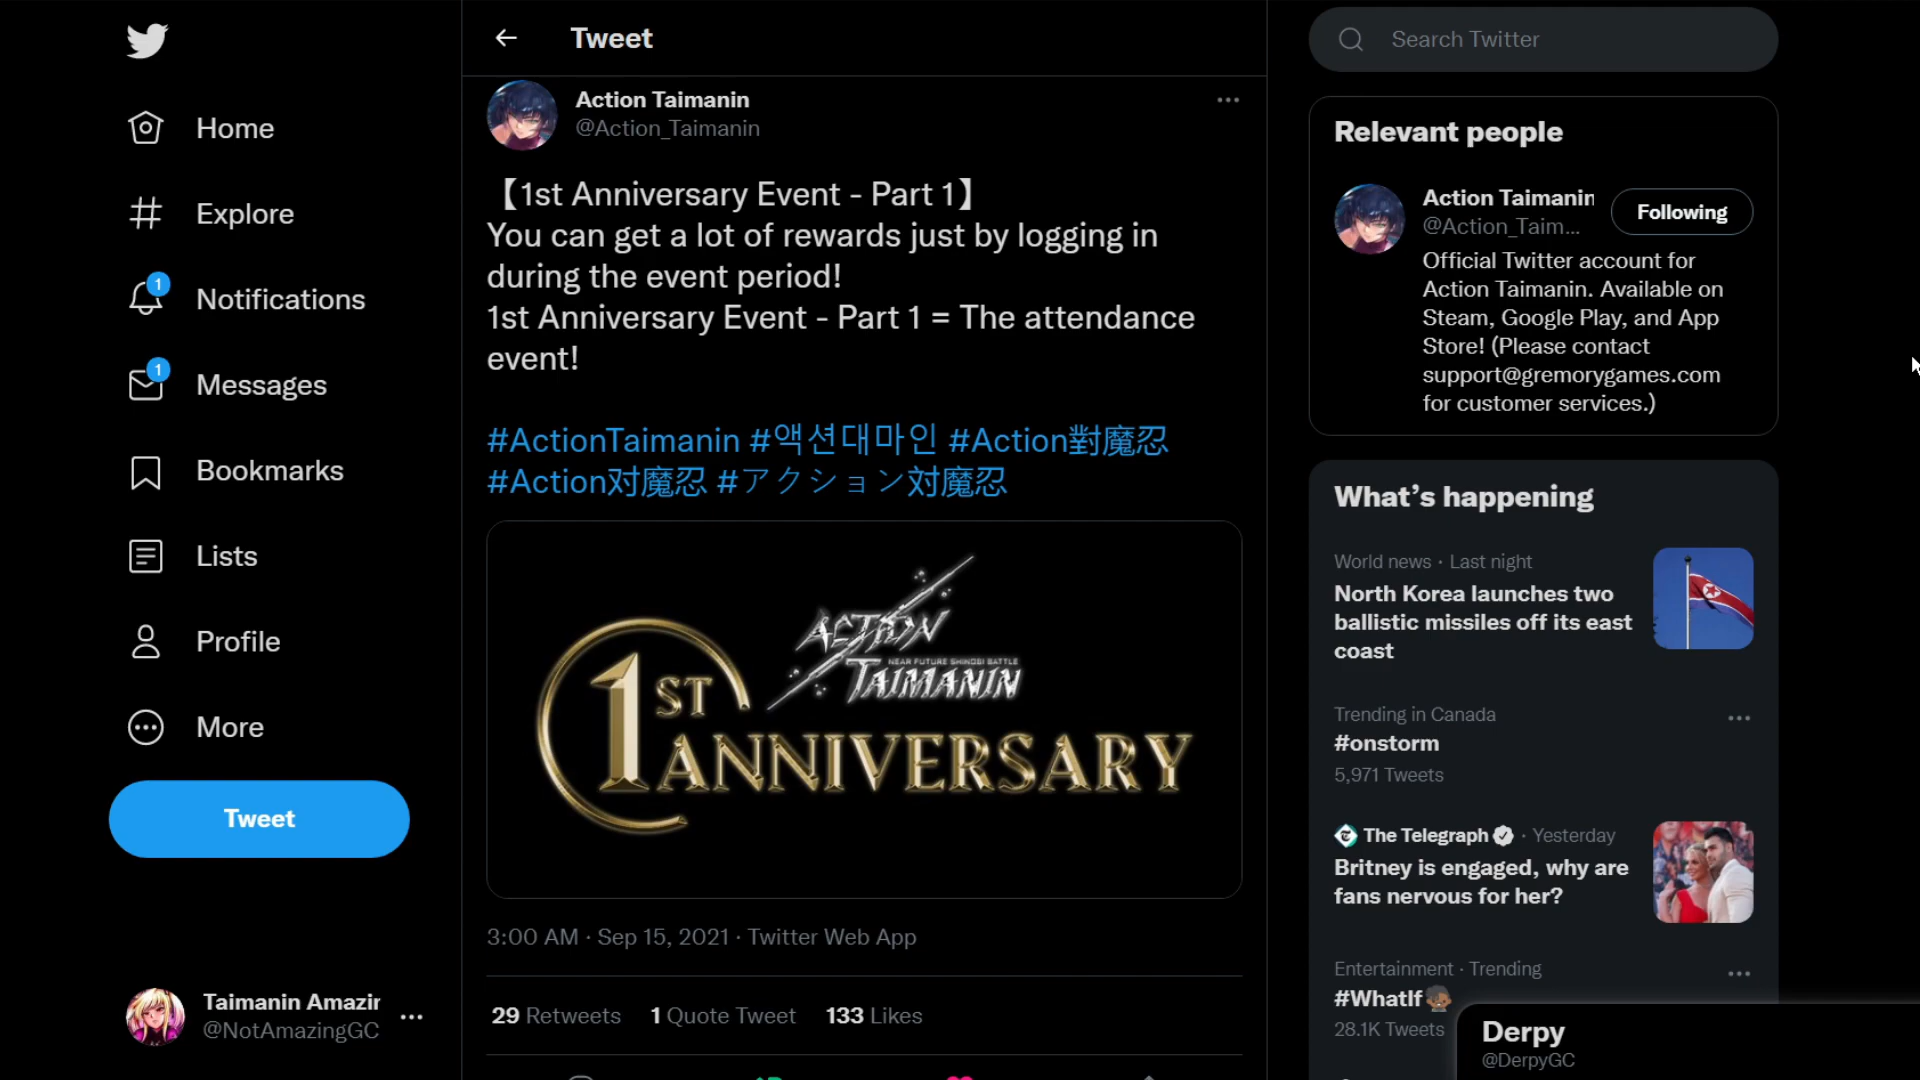 Home
Explore
1
Notifications
1
Messages
Bookmarks
Lists
Profile
More
Tweet
Taimanin Amazir
@NotAmazingGC
Tweet
Action Taimanin
@Action_Taimanin
【1st Anniversary Event - Part 1】
You can get a lot of rewards just by logging in
during the event period!
1st Anniversary Event - Part 1 = The attendance
event!
#ActionTaimanin #액션대마인 #Action對魔忍
#Action对魔忍 #アクション対魔忍
ACTION
NEAR FUTURE SHINOBI BATTLE
TAIMANIN
1ST
ANNIVERSARY
3:00 AM · Sep 15, 2021 · Twitter Web App
29 Retweets 1 Quote Tweet 133 Likes
Search Twitter
Relevant people
Action Taimanin
@Action_Taim...
Following
Official Twitter account for
Action Taimanin. Available on
Steam, Google Play, and App
Store! (Please contact
support@gremorygames.com
for customer services.)
What's happening
World news · Last night
North Korea launches two
ballistic missiles off its east
coast
Trending in Canada
#onstorm
5,971 Tweets
The Telegraph · Yesterday
Britney is engaged, why are
fans nervous for her?
Entertainment · Trending
#WhatIf
28.1K Tweets
Derpy
@DerpyGC